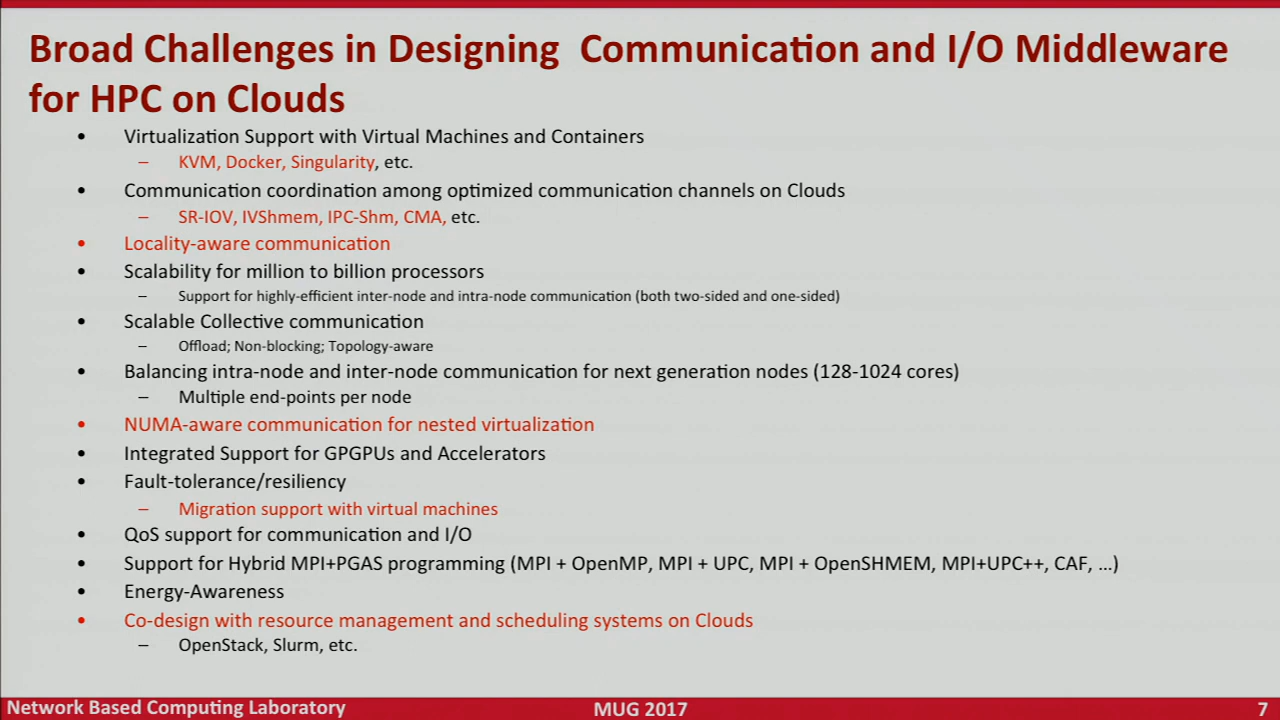 Broad Challenges in Designing Communication and I/O Middleware
for HPC on Clouds
• Virtualization Support with Virtual Machines and Containers
– KVM, Docker, Singularity, etc.
• Communication coordination among optimized communication channels on Clouds
– SR-IOV, IVShmem, IPC-Shm, CMA, etc.
• Locality-aware communication
• Scalability for million to billion processors
– Support for highly-efficient inter-node and intra-node communication (both two-sided and one-sided)
• Scalable Collective communication
– Offload; Non-blocking; Topology-aware
• Balancing intra-node and inter-node communication for next generation nodes (128-1024 cores)
– Multiple end-points per node
• NUMA-aware communication for nested virtualization
• Integrated Support for GPGPUs and Accelerators
• Fault-tolerance/resiliency
– Migration support with virtual machines
• QoS support for communication and I/O
• Support for Hybrid MPI+PGAS programming (MPI + OpenMP, MPI + UPC, MPI + OpenSHMEM, MPI+UPC++, CAF, ...)
• Energy-Awareness
• Co-design with resource management and scheduling systems on Clouds
– OpenStack, Slurm, etc.
Network Based Computing Laboratory MUG 2017 7